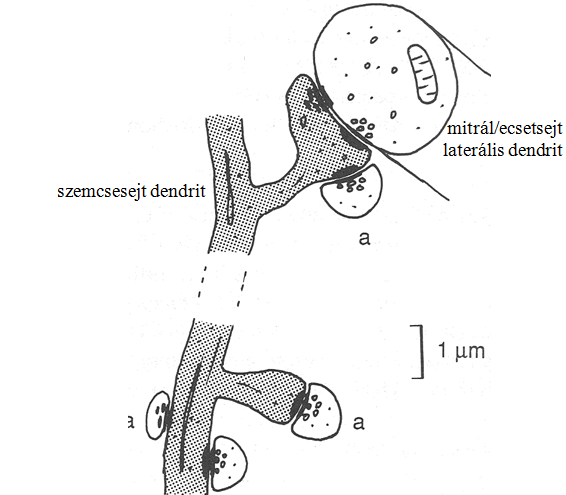 mitrál/ecsetsejt
laterális dendrit
szemcsesejt dendrit
a
1 µm
a
a